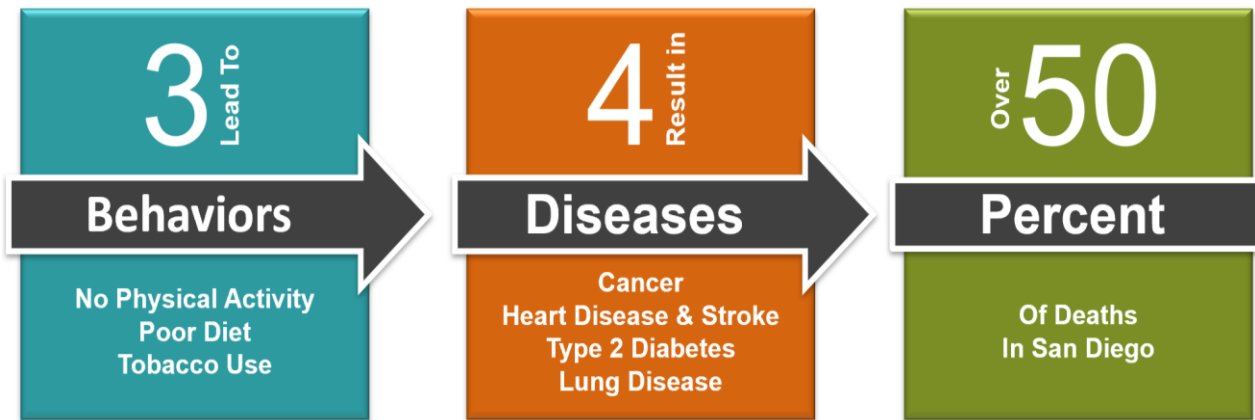 3 Lead To
Behaviors
No Physical Activity
Poor Diet
Tobacco Use
4 Result in
Diseases
Cancer
Heart Disease & Stroke
Type 2 Diabetes
Lung Disease
Over 50
Percent
Of Deaths
In San Diego